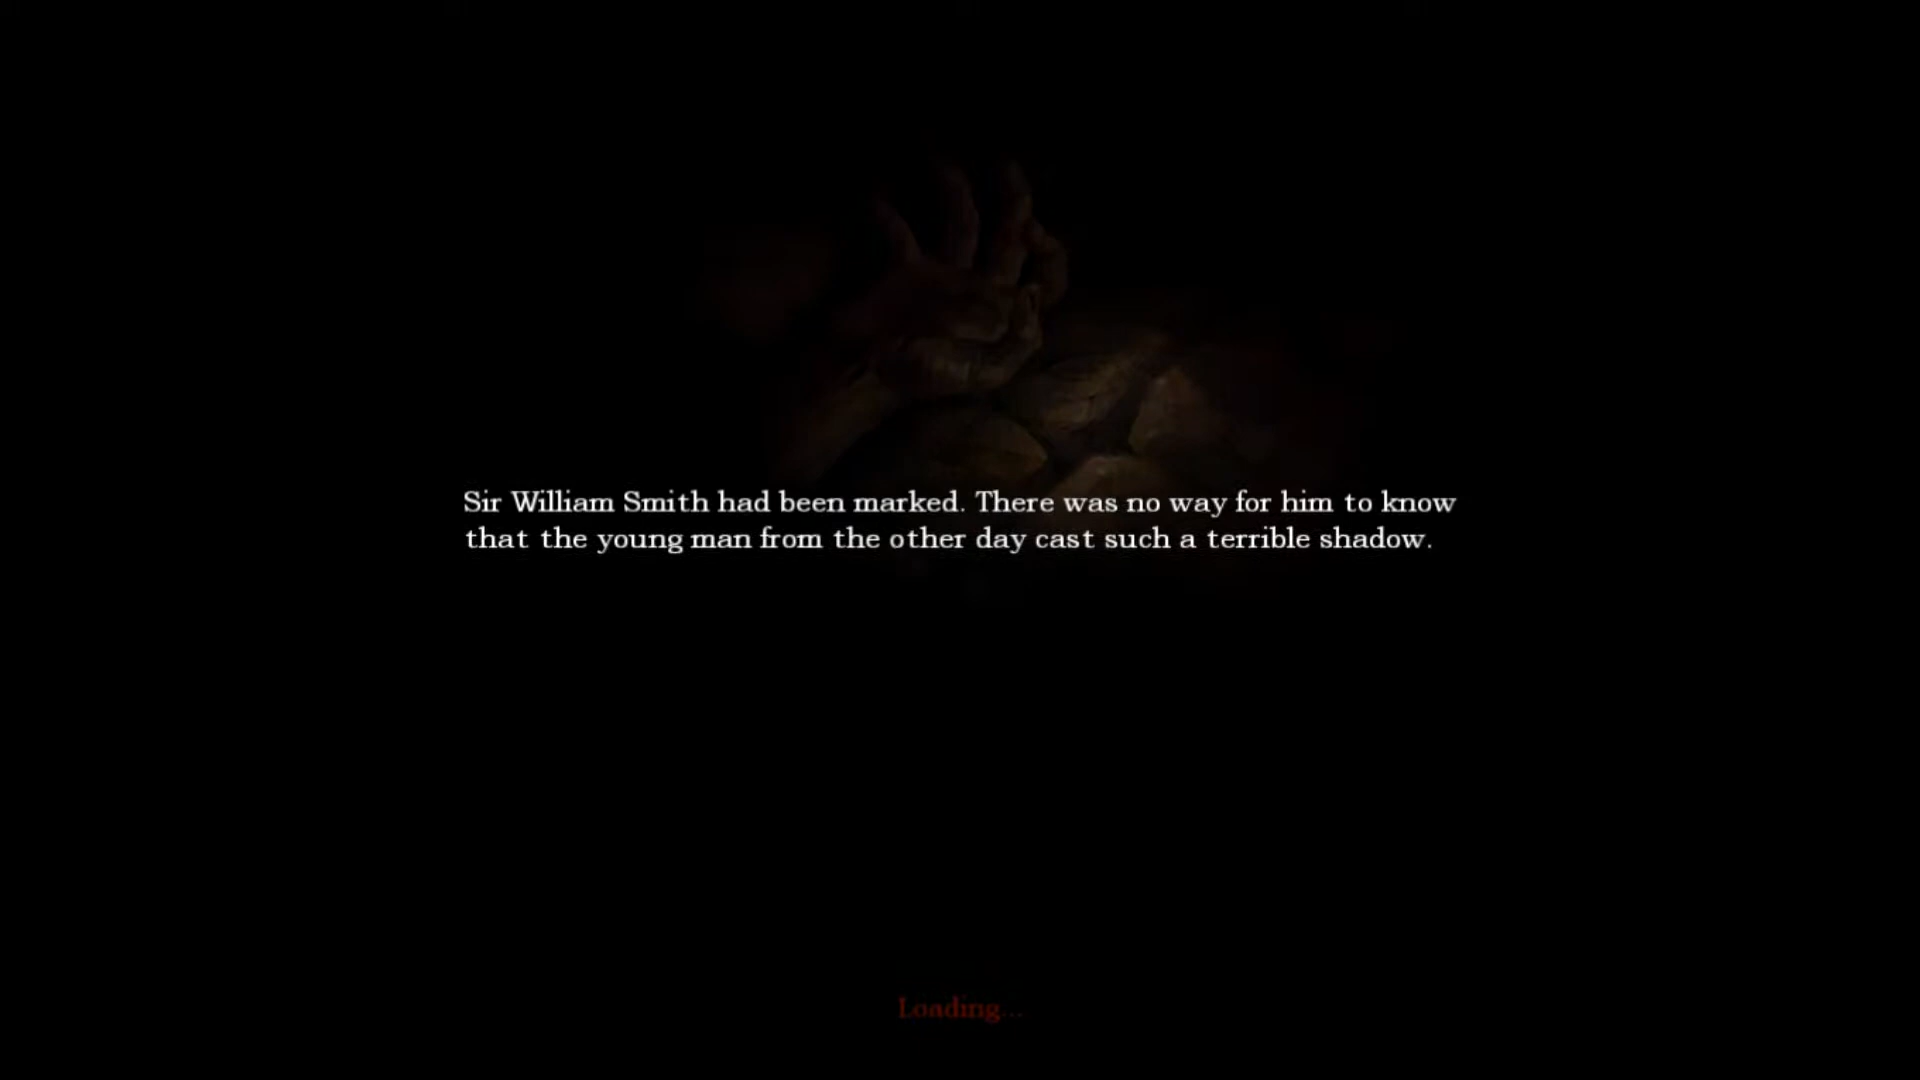 Sir William Smith had been marked. There was no way for him to know
that the young man from the other day cast such a terrible shadow.
Loading...